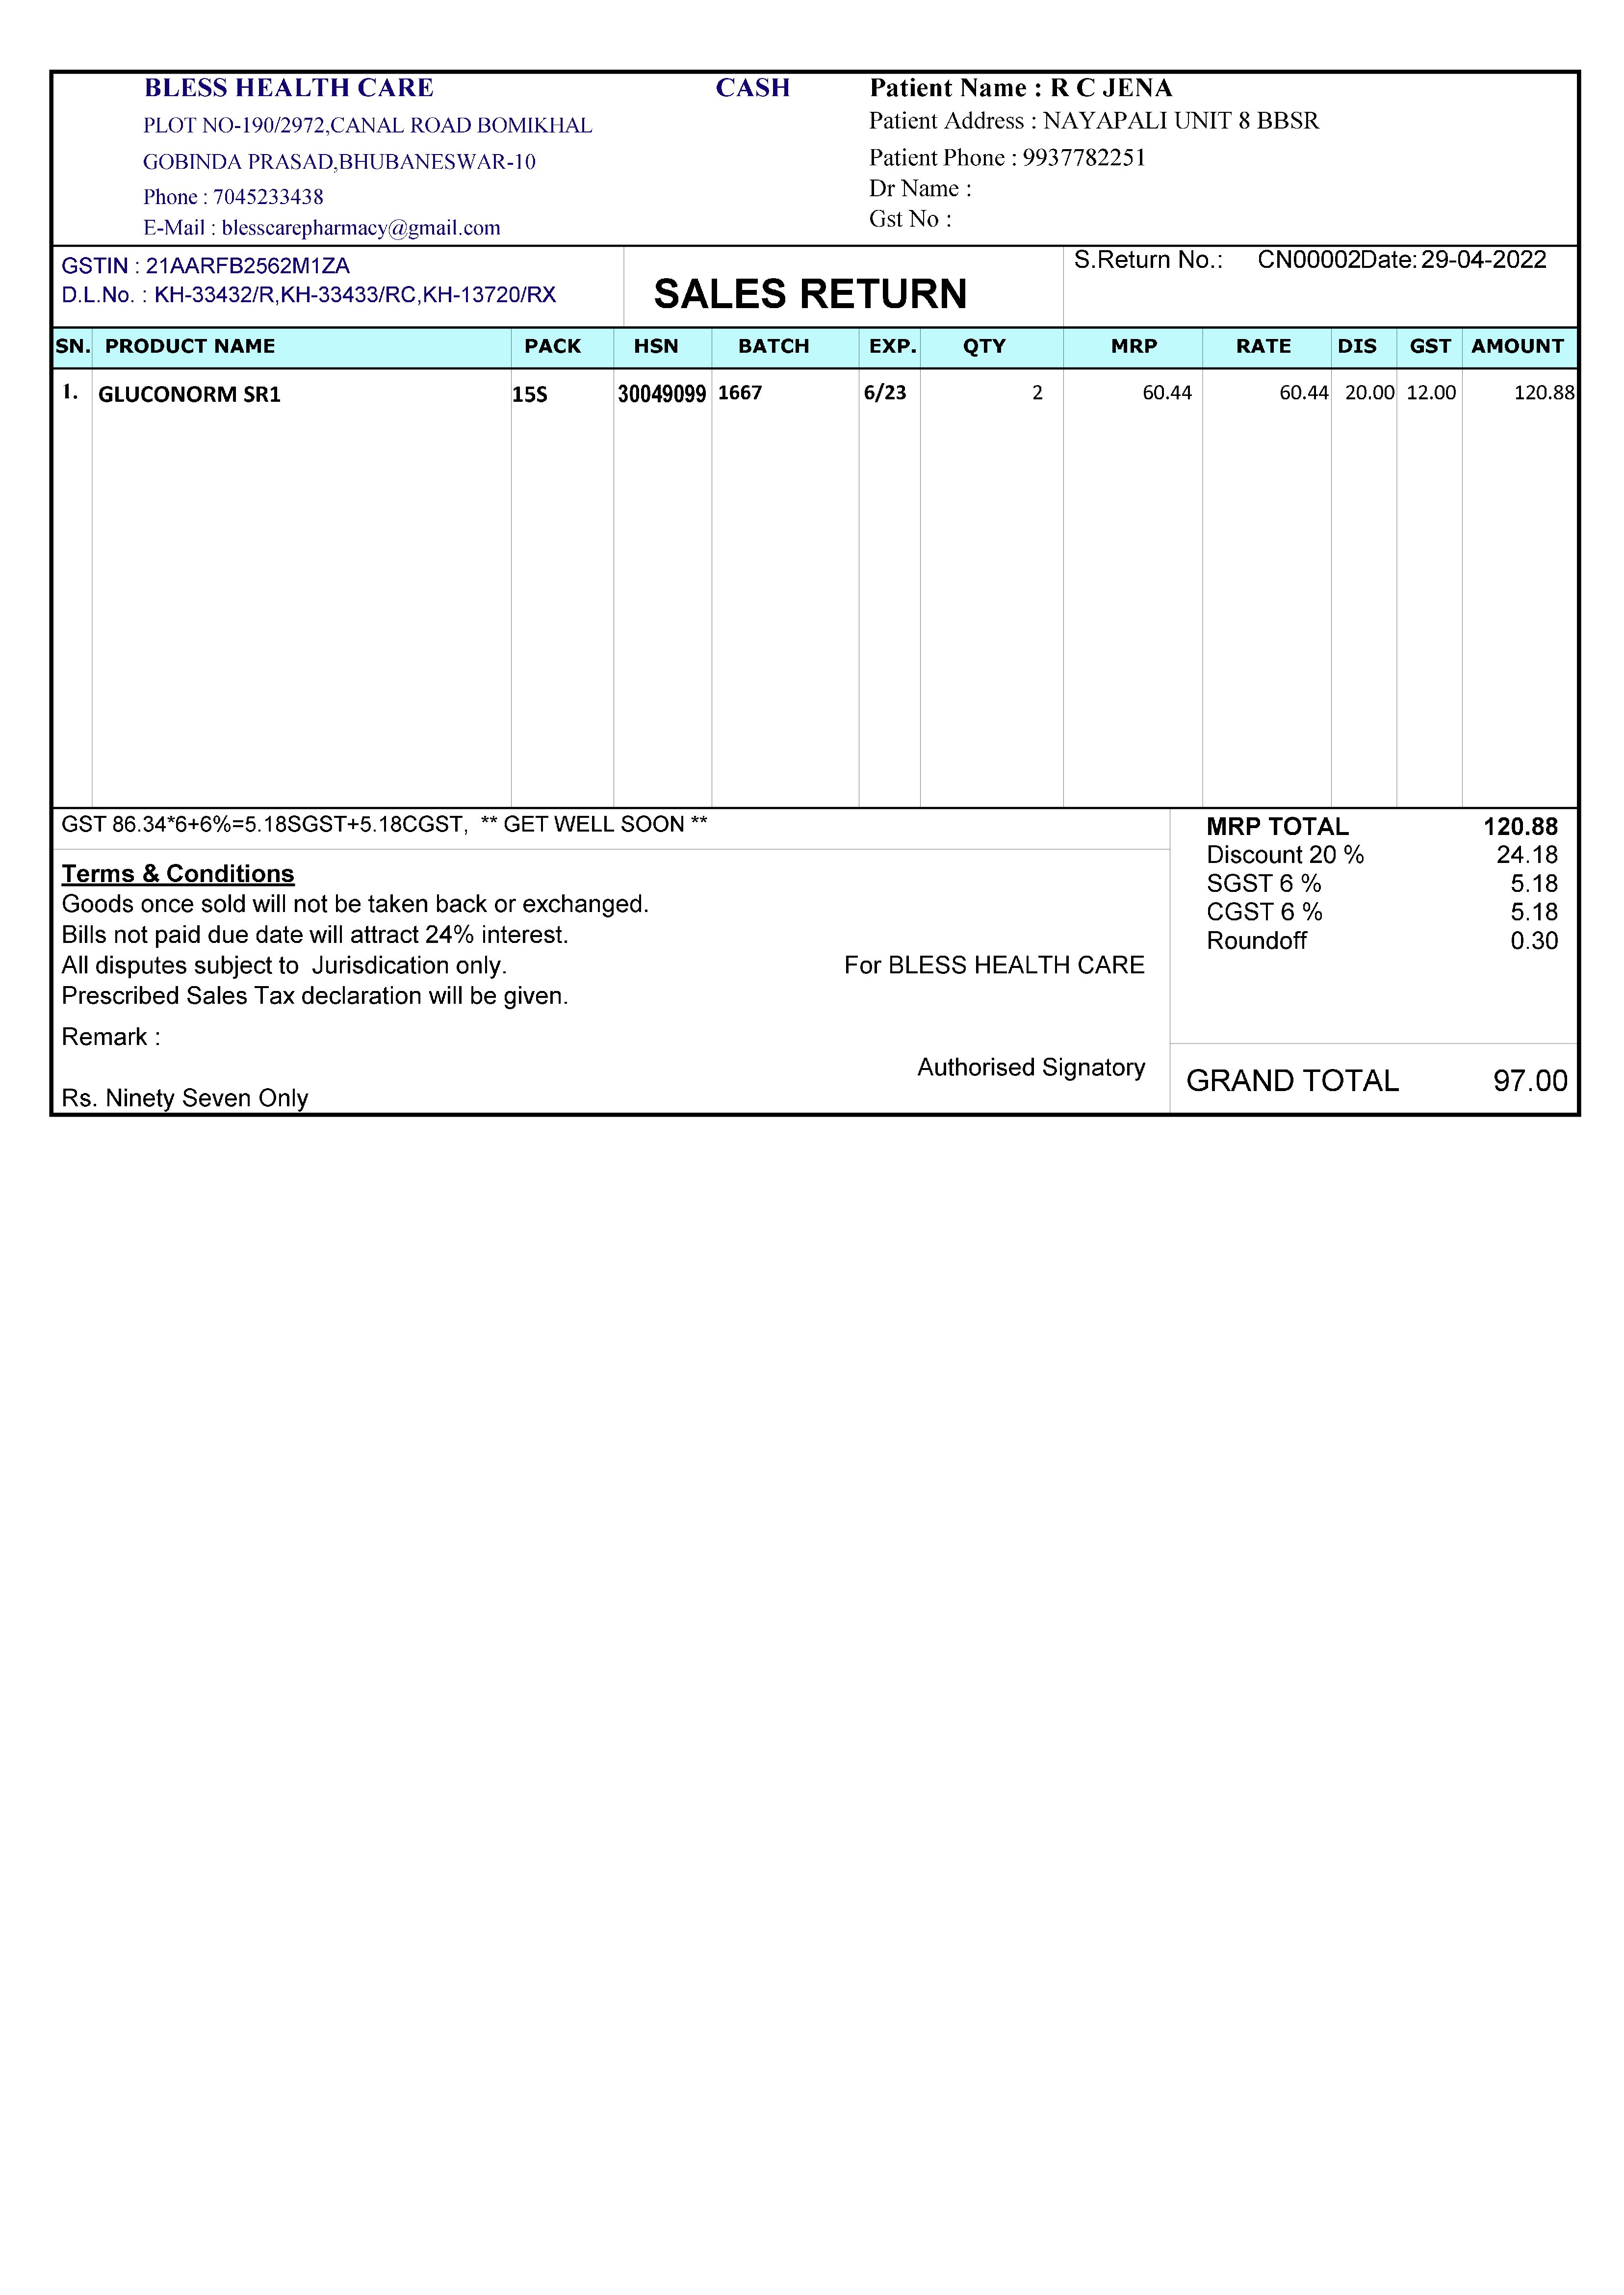 BLESS HEALTH CARE
PLOT NO-190/2972,CANAL ROAD BOMIKHAL
GOBINDA PRASAD,BHUBANESWAR-10
Phone : 7045233438
E-Mail : blesscarepharmacy@gmail.com
CASH
Patient Name : R C JENA
Patient Address : NAYAPALI UNIT 8 BBSR
Patient Phone : 9937782251
Dr Name :
Gst No :
GSTIN : 21AARFB2562M1ZA
D.L.No. : KH-33432/R,KH-33433/RC,KH-13720/RX
SALES RETURN
S.Return No.: CN00002Date: 29-04-2022
SN. PRODUCT NAME PACK HSN BATCH EXP. QTY MRP RATE DIS GST AMOUNT
1. GLUCONORM SR1 15S 30049099 1667 6/23 2 60.44 60.44 20.00 12.00 120.88
GST 86.34*6+6%=5.18SGST+5.18CGST, ** GET WELL SOON **
Terms & Conditions
Goods once sold will not be taken back or exchanged.
Bills not paid due date will attract 24% interest.
All disputes subject to Jurisdication only.
Prescribed Sales Tax declaration will be given.
Remark :
Rs. Ninety Seven Only
For BLESS HEALTH CARE
Authorised Signatory
MRP TOTAL 120.88
Discount 20 % 24.18
SGST 6 % 5.18
CGST 6 % 5.18
Roundoff 0.30
GRAND TOTAL 97.00